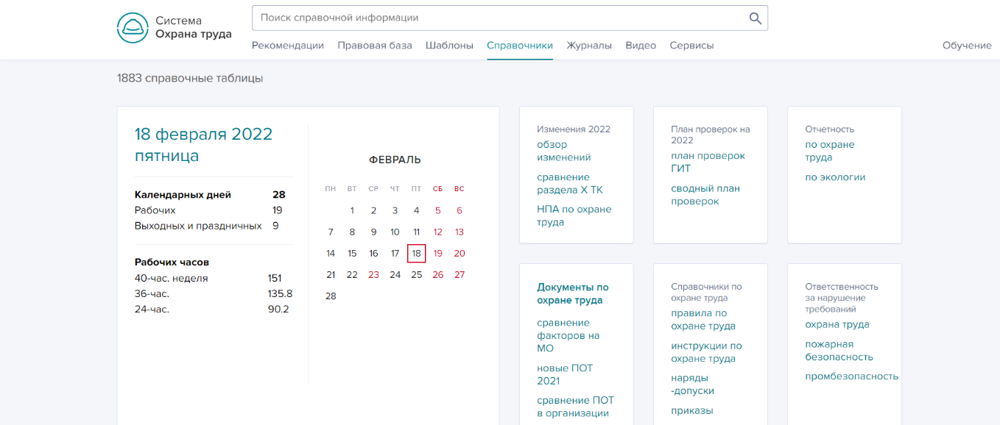 Система
Охрана труда
Поиск справочной информации
Рекомендации Правовая база Шаблоны Справочники Журналы Видео Сервисы Обучение
1883 справочные таблицы
18 февраля 2022
пятница
Календарных дней 28
Рабочих 19
Выходных и праздничных 9
Рабочих часов
40-час. неделя 151
36-час. 135.8
24-час. 90.2
ФЕВРАЛЬ
ПН ВТ СР ЧТ ПТ СБ ВС
1 2 3 4 5 6
7 8 9 10 11 12 13
14 15 16 17 18 19 20
21 22 23 24 25 26 27
28
Изменения 2022
обзор
изменений
сравнение
раздела X ТК
НПА по охране
труда
План проверок на
2022
план проверок
ГИТ
сводный план
проверок
Отчетность
по охране
труда
по экологии
Документы по
охране труда
сравнение
факторов на
МО
новые ПОТ
2021
сравнение ПОТ
в организации
Справочники по
охране труда
правила по
охране труда
инструкции по
охране труда
наряды
-допуски
приказы
Ответственность
за нарушение
требований
охрана труда
пожарная
безопасность
промбезопасность